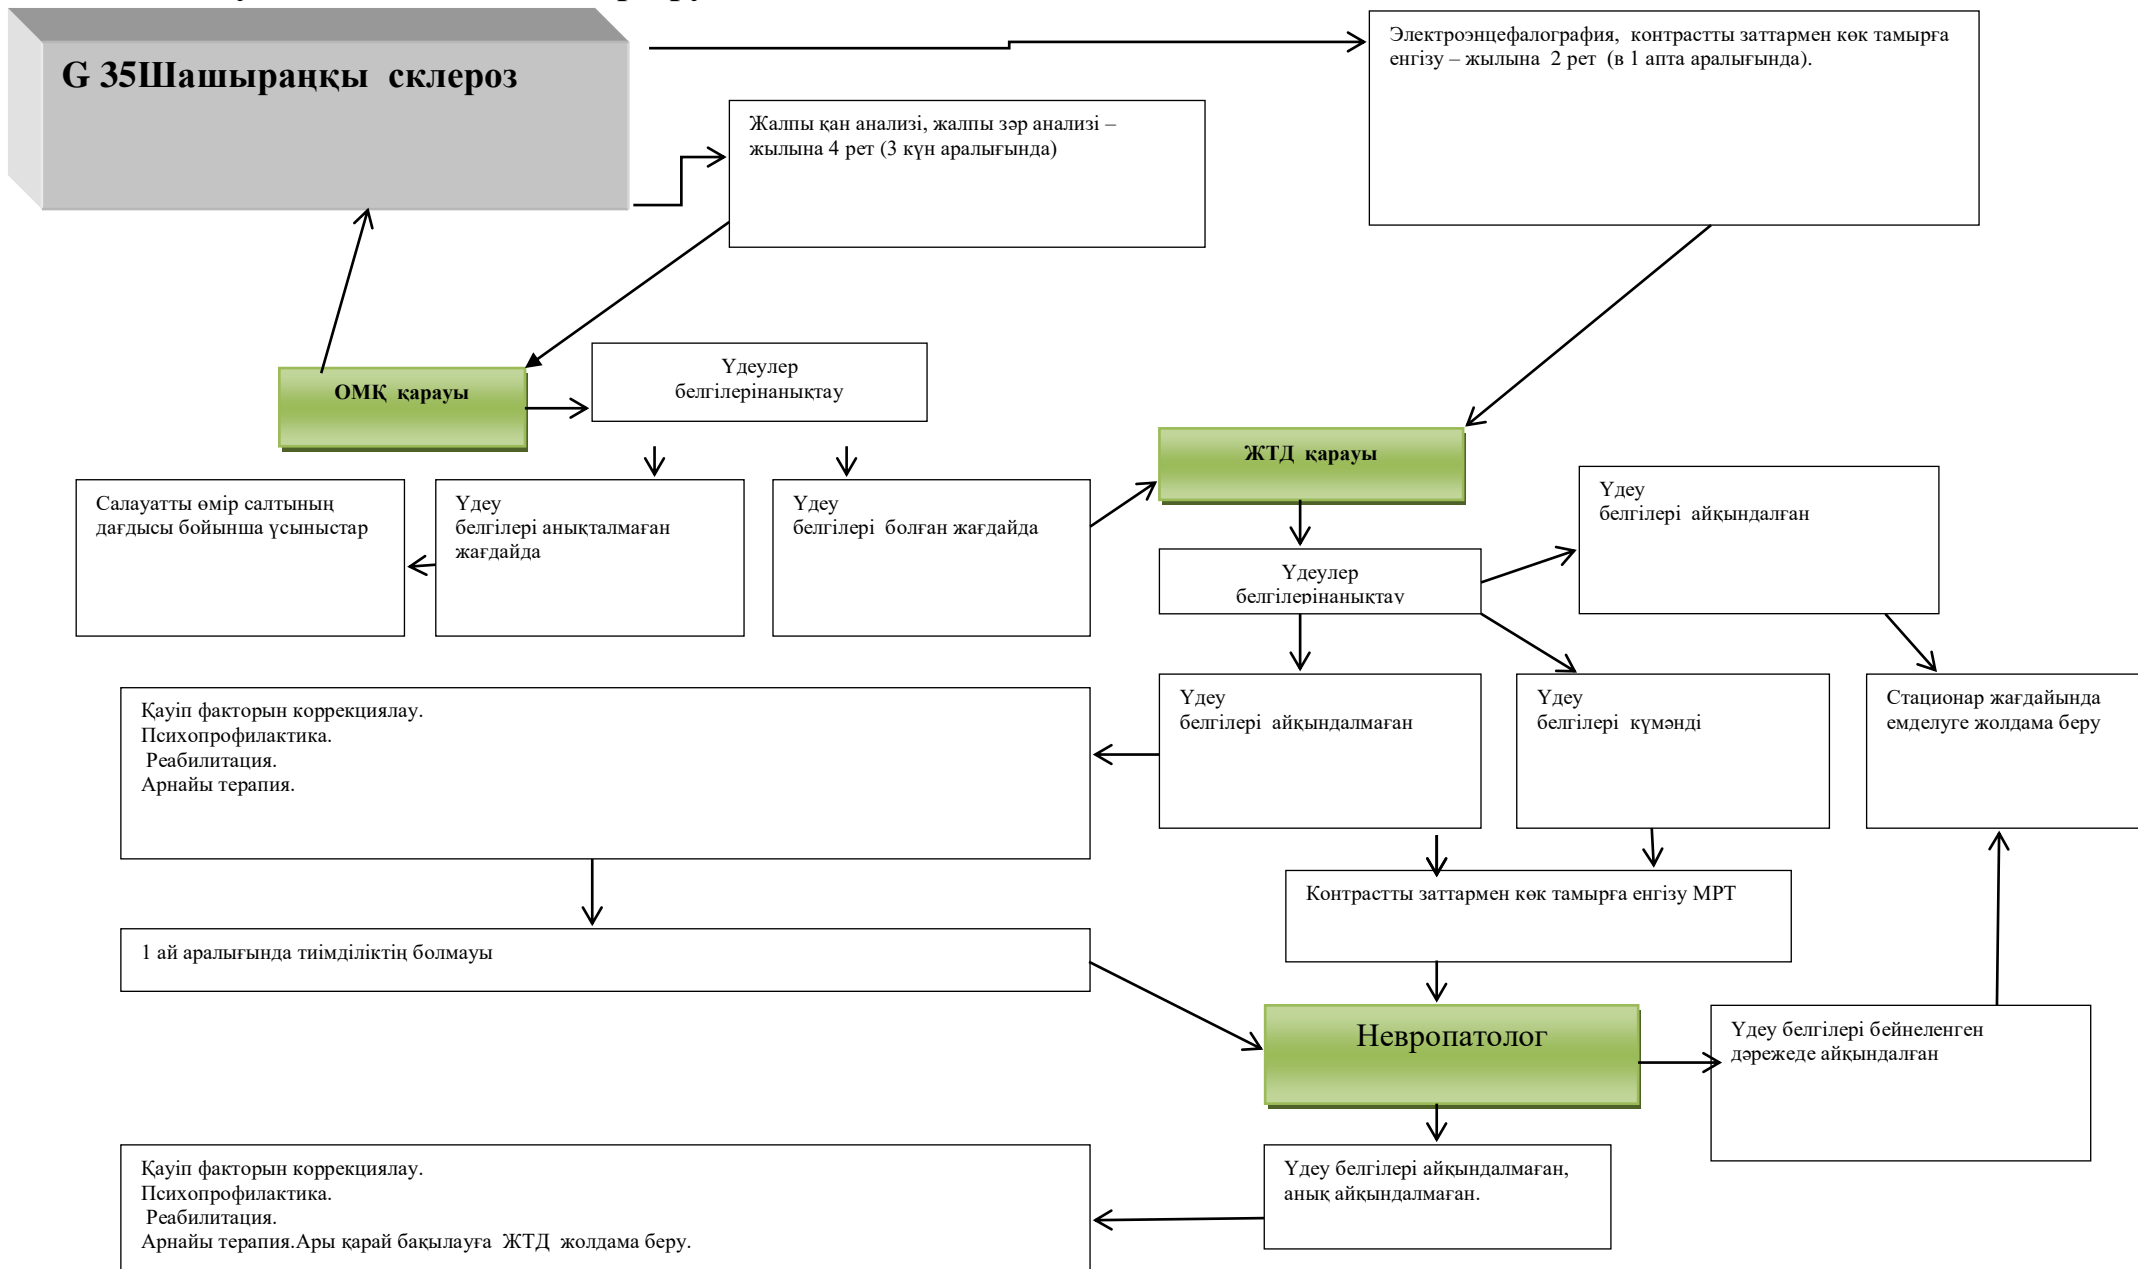 G 35Шашыраңқы склероз
Электроэнцефалография, контрастты заттармен көк тамырға
енгізу – жылына 2 рет (в 1 апта аралығында).
Жалпы қан анализі, жалпы зәр анализі –
жылына 4 рет (3 күн аралығында)
ОМҚ қарауы
Үдеулер
белгілерінанықтау
ЖТД қарауы
Салауатты өмір салтының
дағдысы бойынша үсыныстар
Үдеу
белгілері анықталмаған
жағдайда
Үдеу
белгілері болған жағдайда
Үдеу
белгілері айқындалған
Үдеулер
белгілерінанықтау
Қауіп факторын коррекциялау.
Психопрофилактика.
Реабилитация.
Арнайы терапия.
Үдеу
белгілері айқындалмаған
Үдеу
белгілері күмәнді
Стационар жағдайында
емделуге жолдама беру
Контрастты заттармен көк тамырға енгізу МРТ
1 ай аралығында тиімділіктің болмауы
Невропатолог
Үдеу белгілері бейнеленген
дәрежеде айқындалған
Қауіп факторын коррекциялау.
Психопрофилактика.
Реабилитация.
Арнайы терапия.Ары қарай бақылауға ЖТД жолдама беру.
Үдеу белгілері айқындалмаған,
анық айқындалмаған.